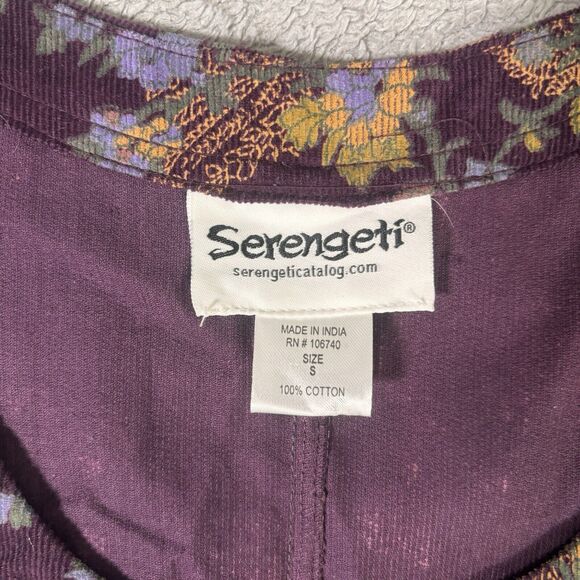 Serengeti®
serengeticatalog.com
MADE IN INDIA
RN # 106740
SIZE
S
100% COTTON